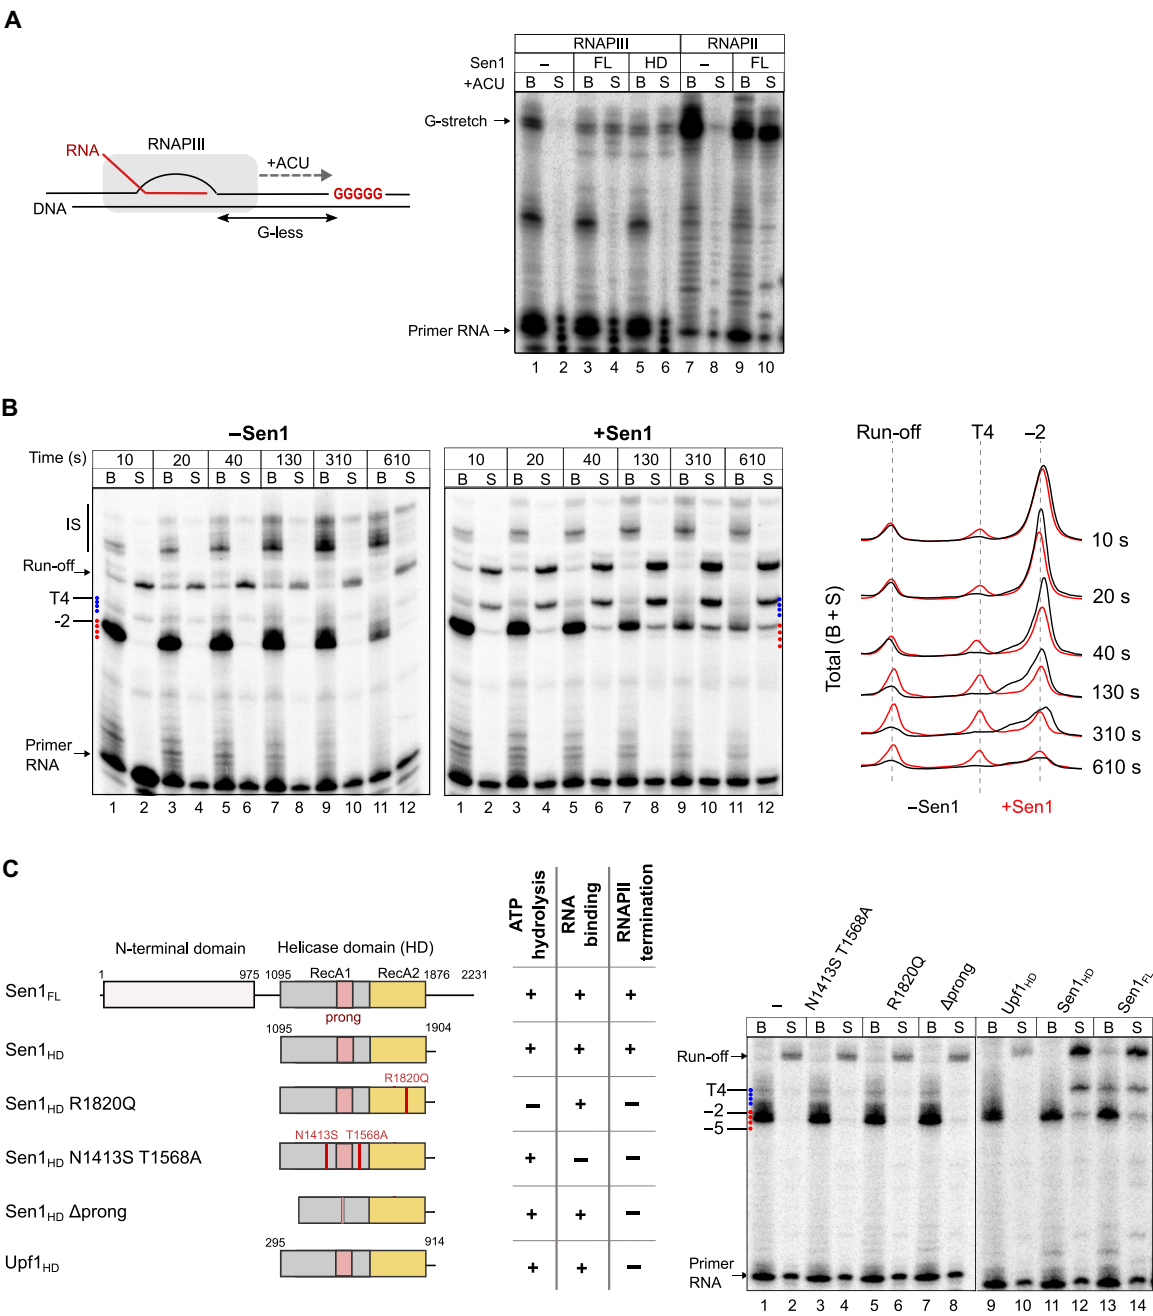 A
RNAPIII RNAPII
Sen1 – FL HD – FL
+ACU B S B S B S B S B S
G-stretch
RNAPIII
RNA
+ACU
GGGGG
DNA
G-less
Primer RNA
1 2 3 4 5 6 7 8 9 10
B
–Sen1 +Sen1
Run-off T4 –2
Time (s) 10 20 40 130 310 610 10 20 40 130 310 610
B S B S B S B S B S B S B S B S B S B S B S B S
IS
Run-off
T4
-2
Primer
RNA
1 2 3 4 5 6 7 8 9 10 11 12 1 2 3 4 5 6 7 8 9 10 11 12
Total (B + S)
10 s
20 s
40 s
130 s
310 s
610 s
–Sen1 +Sen1
C
ATP hydrolysis
RNA binding
RNAPII termination
N-terminal domain Helicase domain (HD)
1 975 1095 RecA1 RecA2 1876 2231
Sen1FL + + +
prong
1095 1904
Sen1HD + + +
R1820Q
Sen1HD R1820Q – + –
N1413S T1568A
Sen1HD N1413S T1568A + – –
Sen1HD Δprong + + –
295 914
Upf1HD + + –
– N1413S T1568A R1820Q Δprong Upf1HD Sen1HD Sen1FL
B S B S B S B S B S B S B S
Run-off
T4
–2
–5
Primer
RNA
1 2 3 4 5 6 7 8 9 10 11 12 13 14